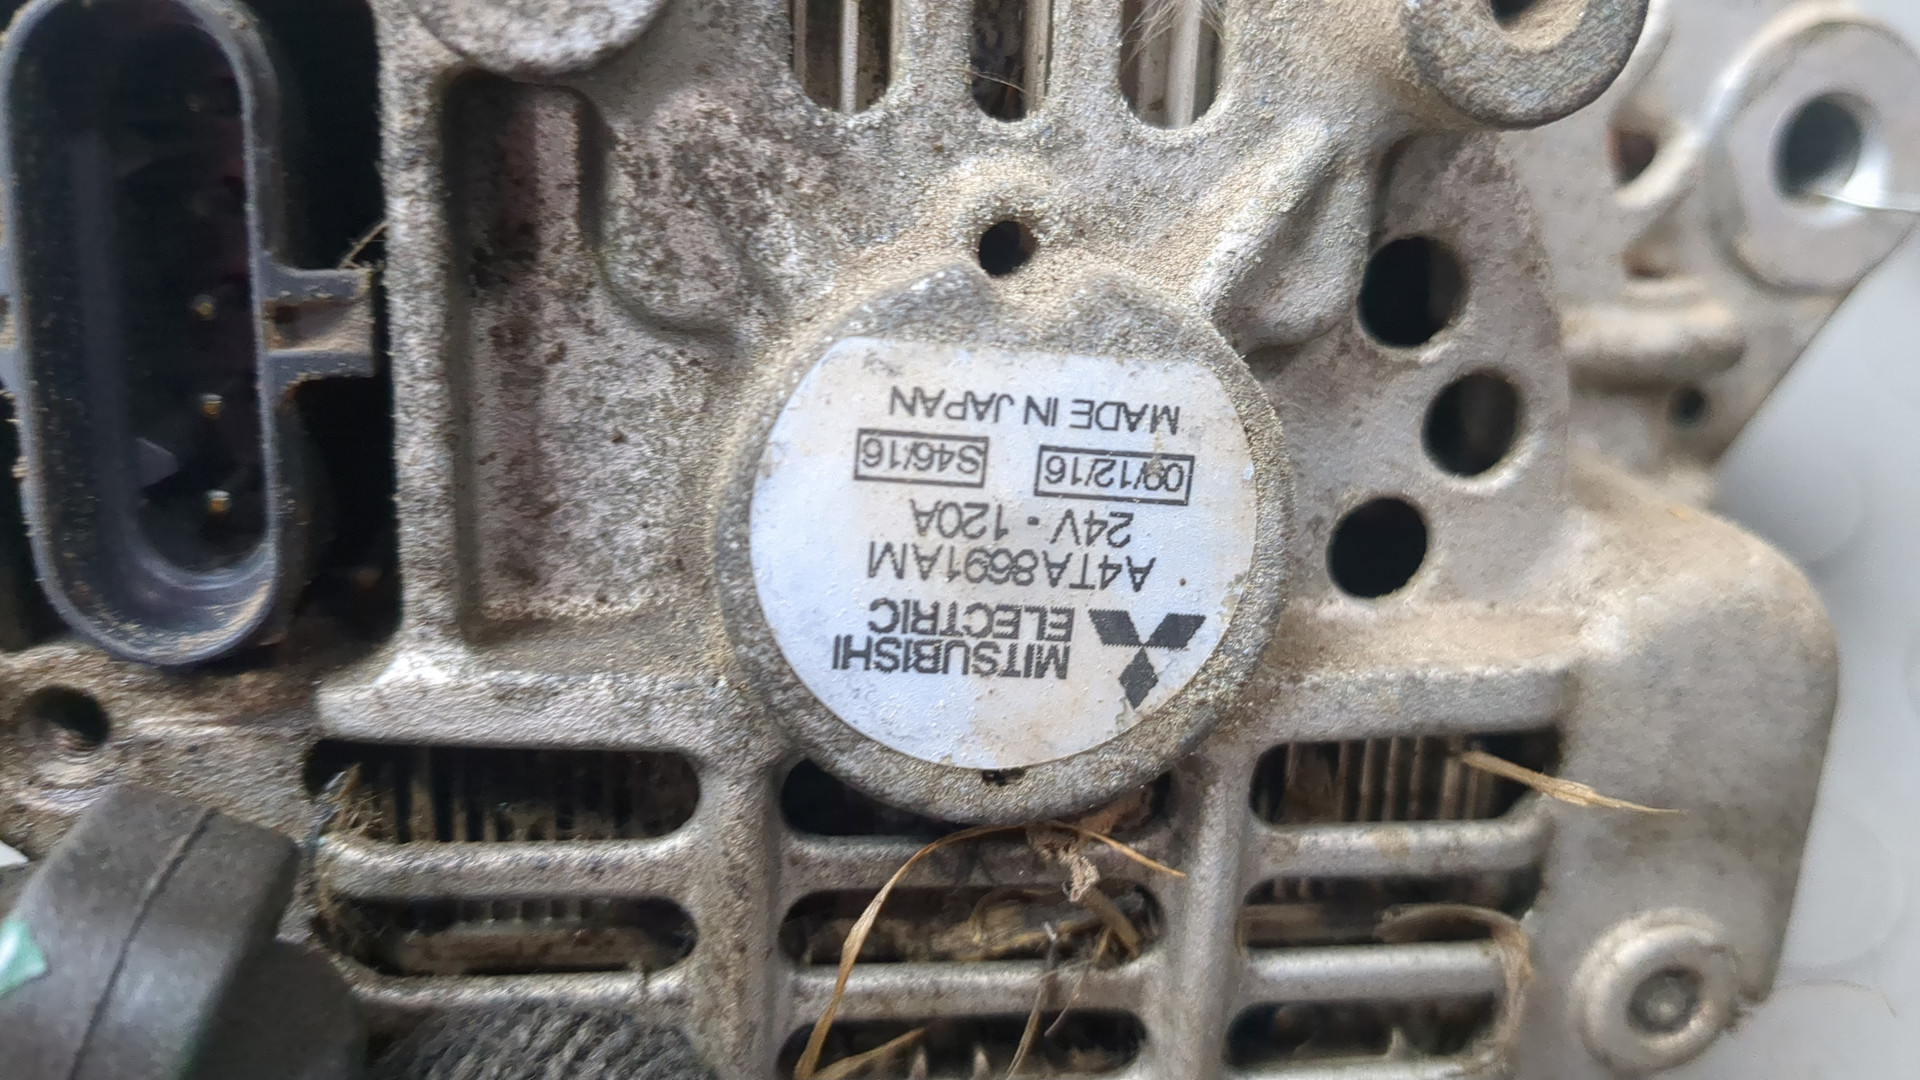 MITSUBISHI
ELECTRIC
A4TA8691AM
24V - 120A
09/12/16 S46/16
MADE IN JAPAN